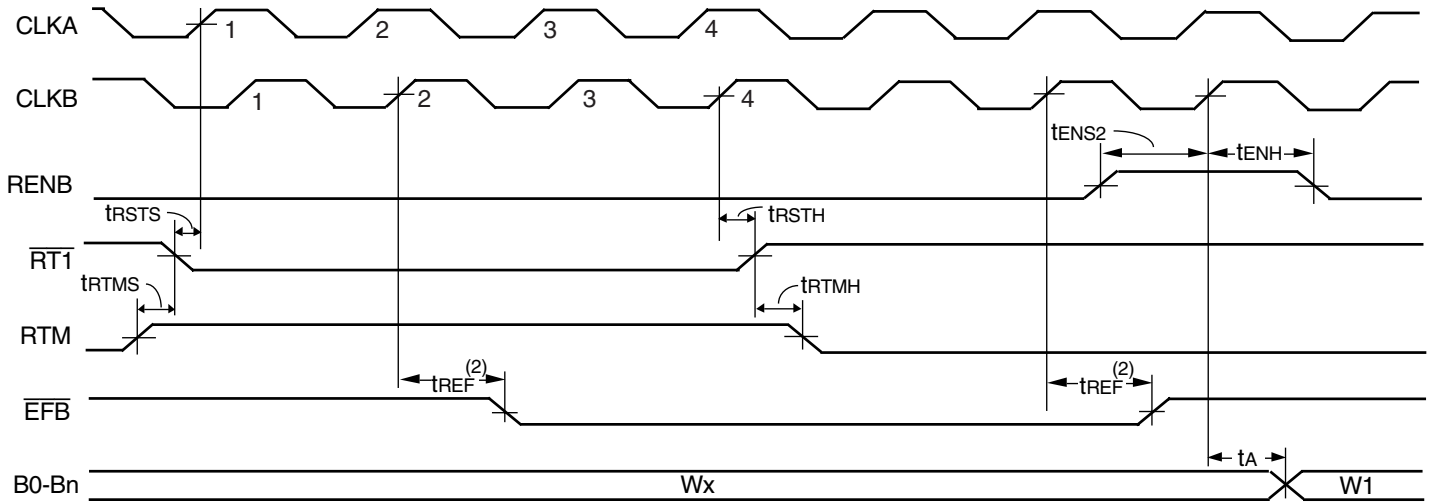 CLKA 1 2 3 4
CLKB 1 2 3 4
tENS2 tENH
RENB
tRSTS tRSTH
RT1
tRTMS tRTMH
RTM
tREF(2) tREF(2)
EFB
tA
B0-Bn Wx W1